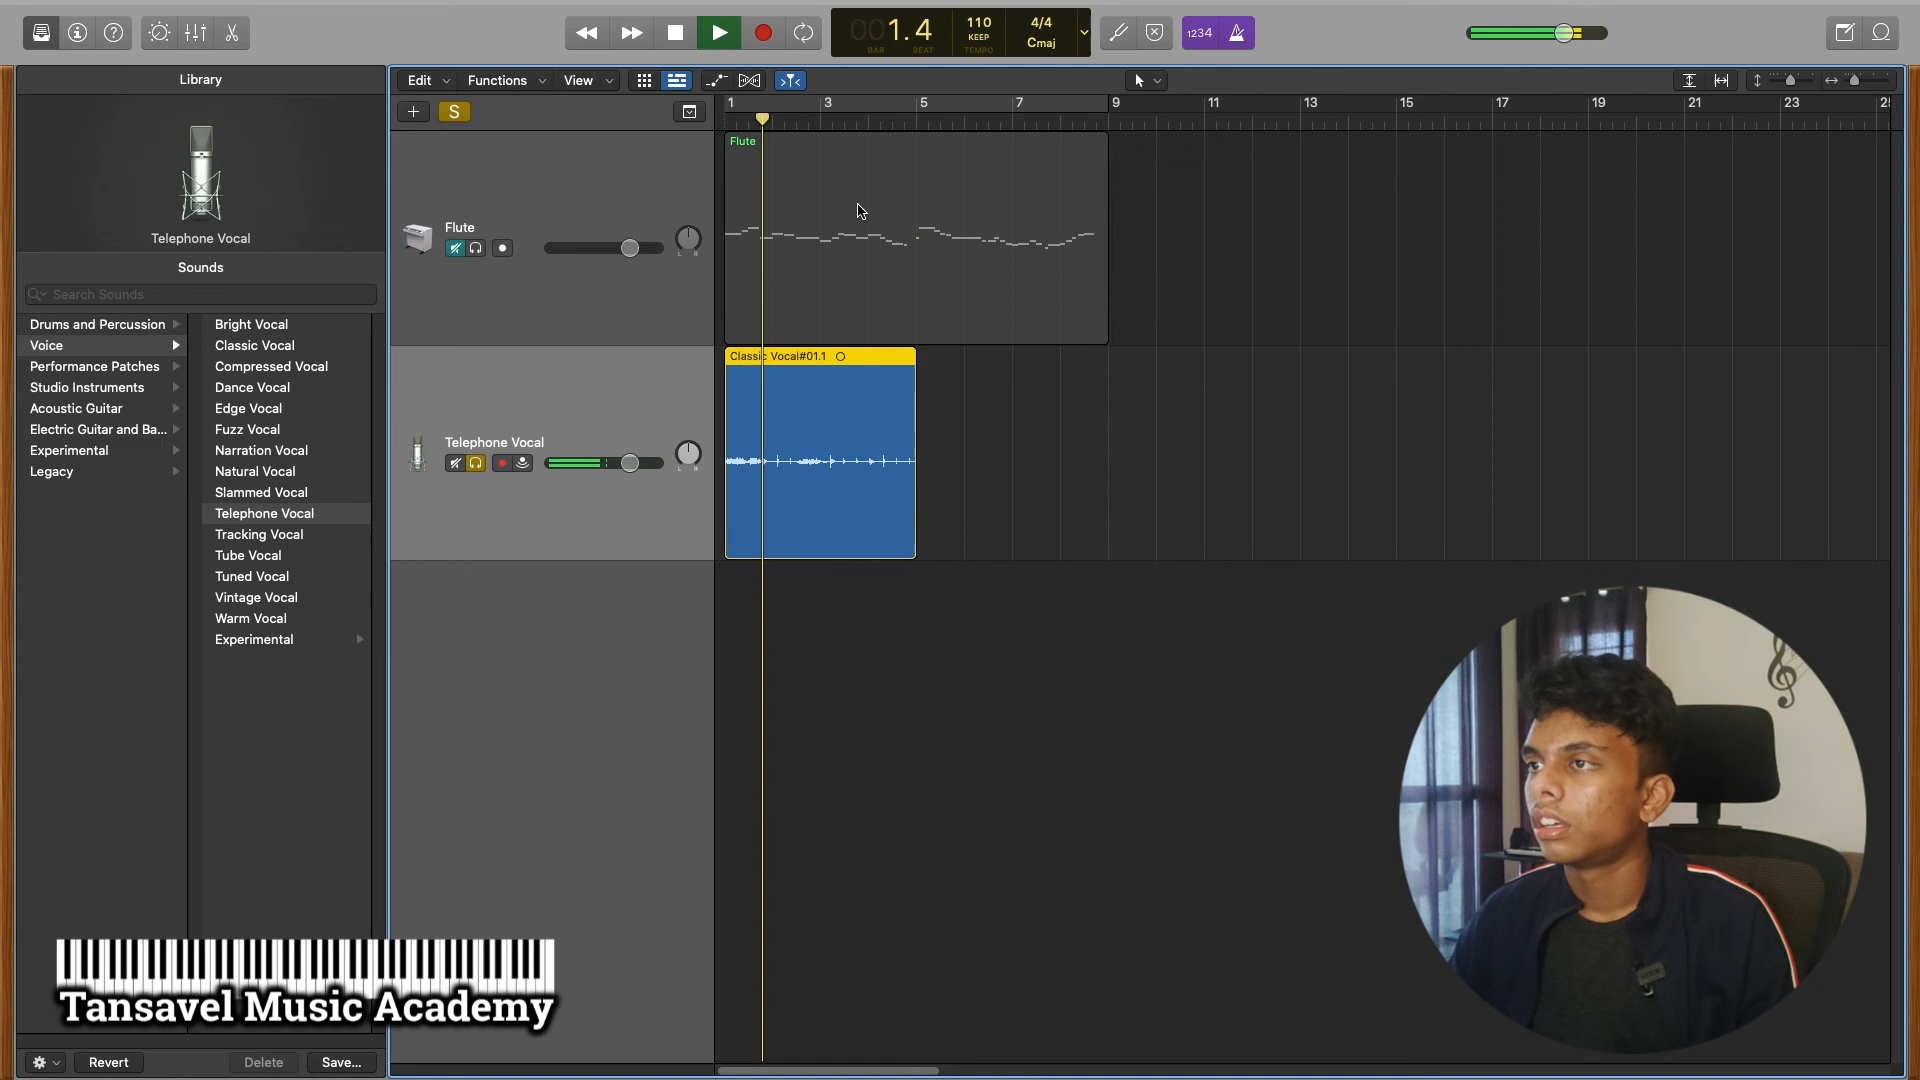 001.4
BAR BEAT
110
KEEP
TEMPO
4/4
Cmaj
1234
Library
Telephone Vocal
Sounds
Search Sounds
Drums and Percussion
Voice
Performance Patches
Studio Instruments
Acoustic Guitar
Electric Guitar and Ba...
Experimental
Legacy
Bright Vocal
Classic Vocal
Compressed Vocal
Dance Vocal
Edge Vocal
Fuzz Vocal
Narration Vocal
Natural Vocal
Slammed Vocal
Telephone Vocal
Tracking Vocal
Tube Vocal
Tuned Vocal
Vintage Vocal
Warm Vocal
Experimental
Revert Delete Save...
Edit Functions View
S
1 3 5 7 9 11 13 15 17 19 21 23
Flute
L R
Flute
Telephone Vocal
L R
Classic Vocal#01.1
Tansavel Music Academy